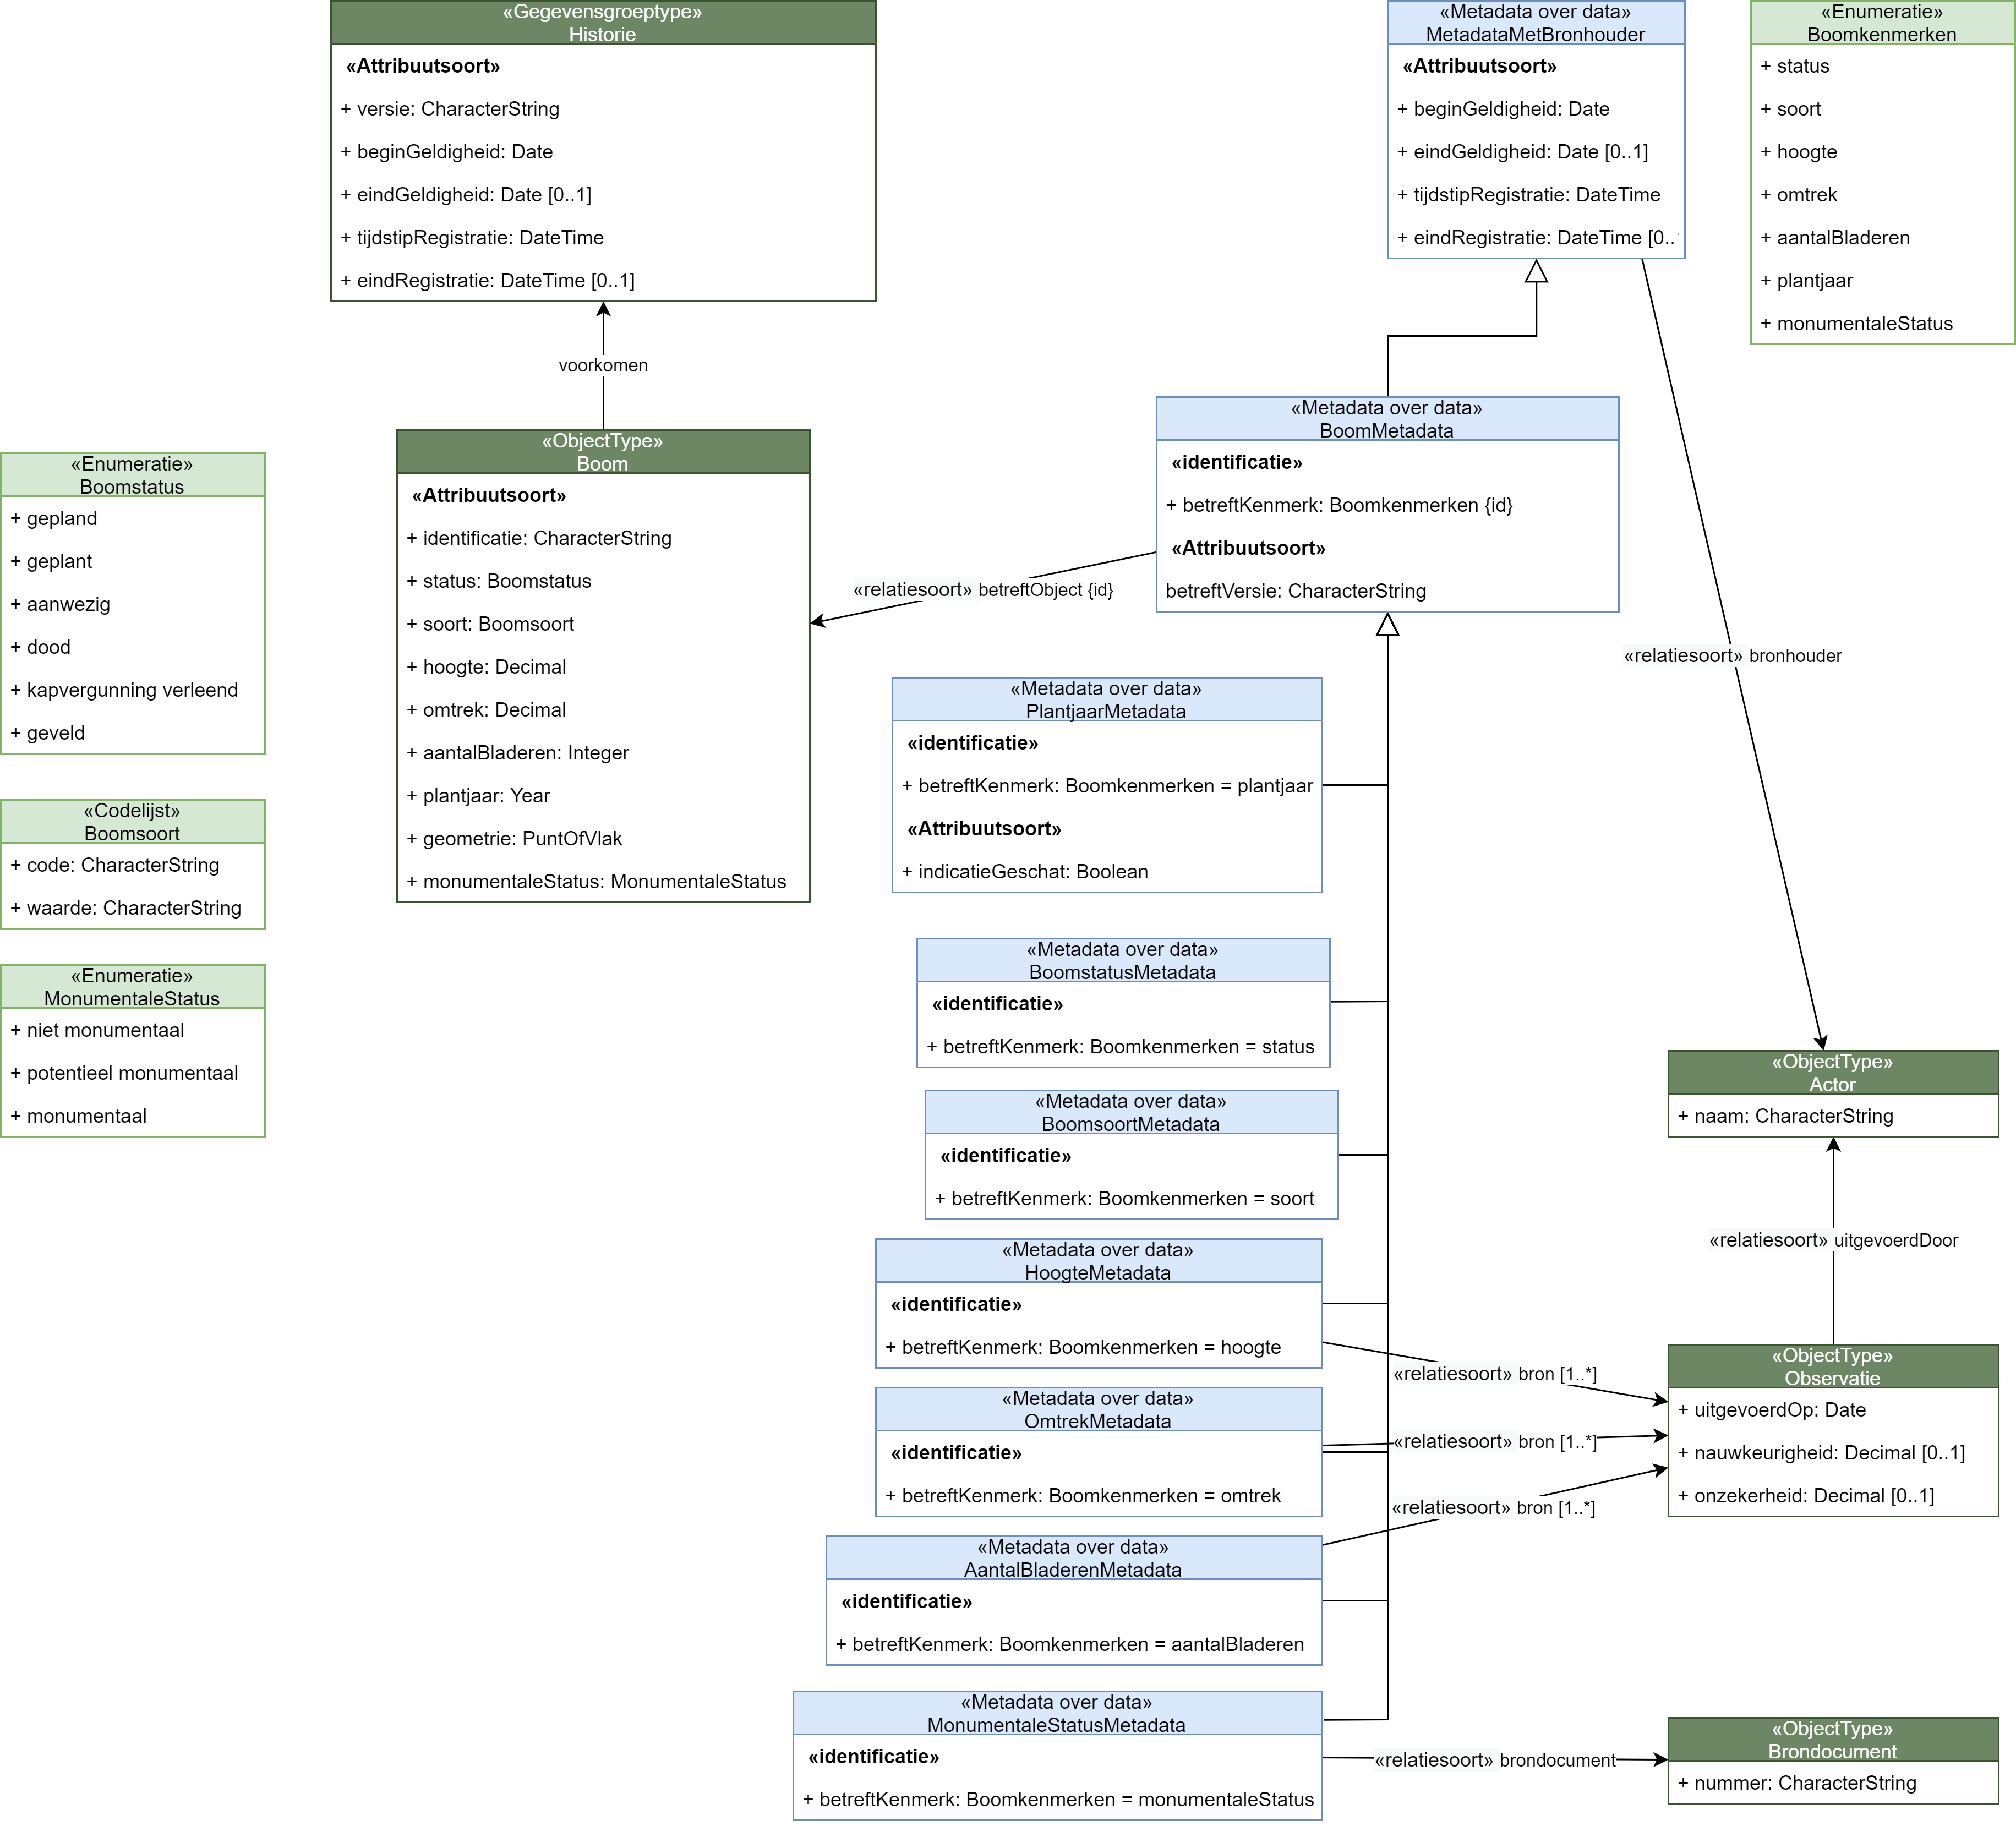 «Gegevensgroeptype»
Historie
«Attribuutsoort»
+ versie: CharacterString
+ beginGeldigheid: Date
+ eindGeldigheid: Date [0..1]
+ tijdstipRegistratie: DateTime
+ eindRegistratie: DateTime [0..1]
«Metadata over data»
MetadataMetBronhouder
«Attribuutsoort»
+ beginGeldigheid: Date
+ eindGeldigheid: Date [0..1]
+ tijdstipRegistratie: DateTime
+ eindRegistratie: DateTime [0..
«Enumeratie»
Boomkenmerken
+ status
+ soort
+ hoogte
+ omtrek
+ aantalBladeren
+ plantjaar
+ monumentaleStatus
voorkomen
«Enumeratie»
Boomstatus
+ gepland
+ geplant
+ aanwezig
+ dood
+ kapvergunning verleend
+ geveld
«Codelijst»
Boomsoort
+ code: CharacterString
+ waarde: CharacterString
«Enumeratie»
MonumentaleStatus
+ niet monumentaal
+ potentieel monumentaal
+ monumentaal
«ObjectType»
Boom
«Attribuutsoort»
+ identificatie: CharacterString
+ status: Boomstatus
+ soort: Boomsoort
+ hoogte: Decimal
+ omtrek: Decimal
+ aantalBladeren: Integer
+ plantjaar: Year
+ geometrie: PuntOfVlak
+ monumentaleStatus: MonumentaleStatus
«relatiesoort» betreftObject {id}
«Metadata over data»
BoomMetadata
«identificatie»
+ betreftKenmerk: Boomkenmerken {id}
«Attribuutsoort»
betreftVersie: CharacterString
«relatiesoort» bronhouder
«Metadata over data»
PlantjaarMetadata
«identificatie»
+ betreftKenmerk: Boomkenmerken = plantjaar
«Attribuutsoort»
+ indicatieGeschat: Boolean
«Metadata over data»
BoomstatusMetadata
«identificatie»
+ betreftKenmerk: Boomkenmerken = status
«Metadata over data»
BoomsoortMetadata
«identificatie»
+ betreftKenmerk: Boomkenmerken = soort
«Metadata over data»
HoogteMetadata
«identificatie»
+ betreftKenmerk: Boomkenmerken = hoogte
«Metadata over data»
OmtrekMetadata
«identificatie»
+ betreftKenmerk: Boomkenmerken = omtrek
«Metadata over data»
AantalBladerenMetadata
«identificatie»
+ betreftKenmerk: Boomkenmerken = aantalBladeren
«Metadata over data»
MonumentaleStatusMetadata
«identificatie»
+ betreftKenmerk: Boomkenmerken = monumentaleStatus
«ObjectType»
Actor
+ naam: CharacterString
«relatiesoort» uitgevoerdDoor
«relatiesoort» bron [1..*]
«relatiesoort» bron [1..*]
«relatiesoort» bron [1..*]
«ObjectType»
Observatie
+ uitgevoerdOp: Date
+ nauwkeurigheid: Decimal [0..1]
+ onzekerheid: Decimal [0..1]
«relatiesoort» brondocument
«ObjectType»
Brondocument
+ nummer: CharacterString